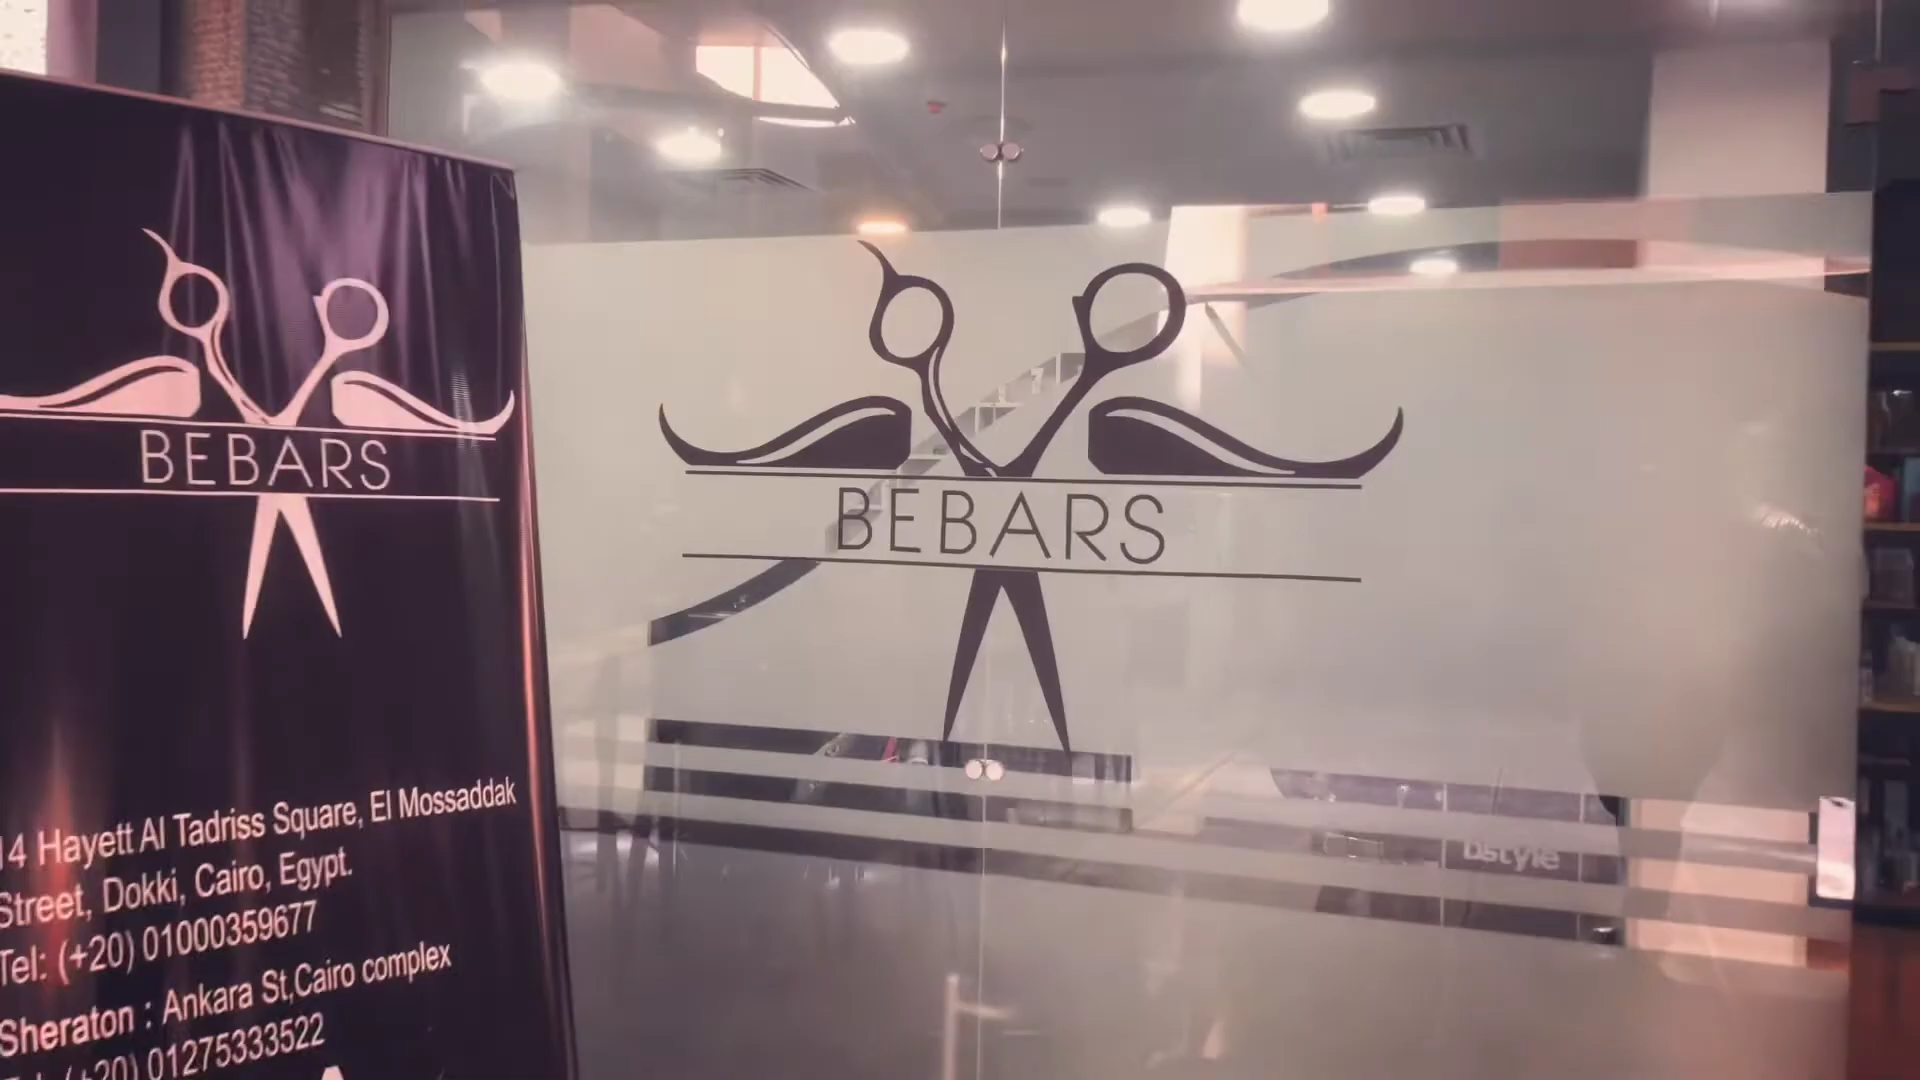 BEBARS
14 Hayett Al Tadriss Square, El Mossaddak
Street, Dokki, Cairo, Egypt.
Tel: (+20) 01000359677
Sheraton : Ankara St,Cairo complex
(+20) 01275333522
BEBARS
Dstyle